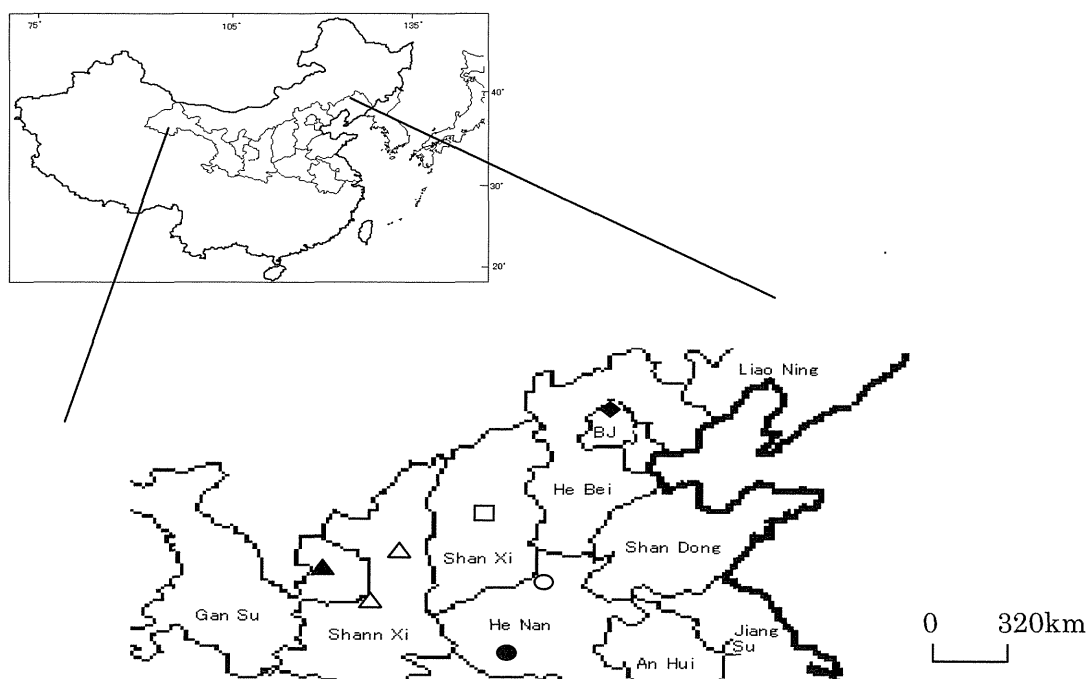 75°
105°
135°
40°
30°
20°
Liao Ning
BJ
He Bei
Shan Xi
Shan Dong
Gan Su
Shann Xi
He Nan
Jiang
Su
An Hui
0 320km